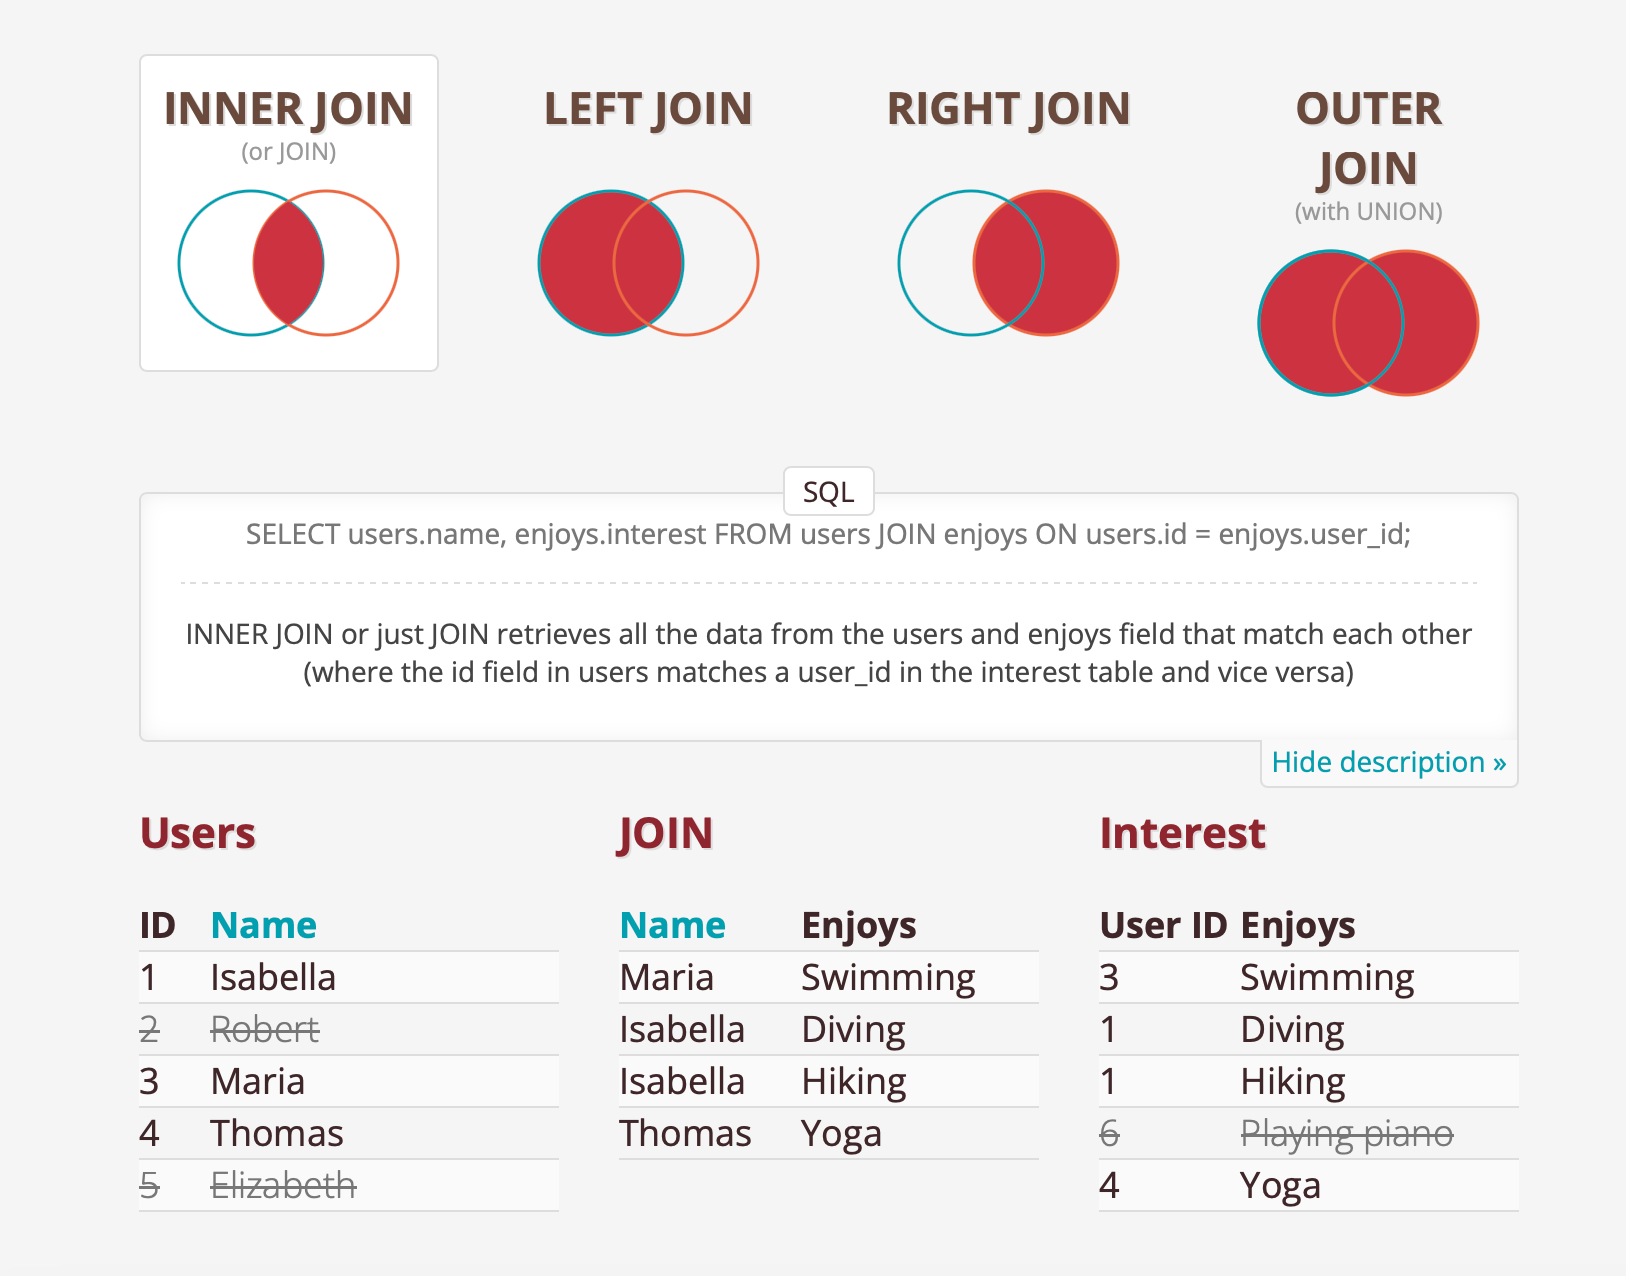 INNER JOIN
(or JOIN)
LEFT JOIN
RIGHT JOIN
OUTER
JOIN
(with UNION)
SQL
SELECT users.name, enjoys.interest FROM users JOIN enjoys ON users.id = enjoys.user_id;
INNER JOIN or just JOIN retrieves all the data from the users and enjoys field that match each other
(where the id field in users matches a user_id in the interest table and vice versa)
Hide description »
Users
ID Name
1 Isabella
2 Robert
3 Maria
4 Thomas
5 Elizabeth
JOIN
Name Enjoys
Maria Swimming
Isabella Diving
Isabella Hiking
Thomas Yoga
Interest
User ID Enjoys
3 Swimming
1 Diving
1 Hiking
6 Playing piano
4 Yoga